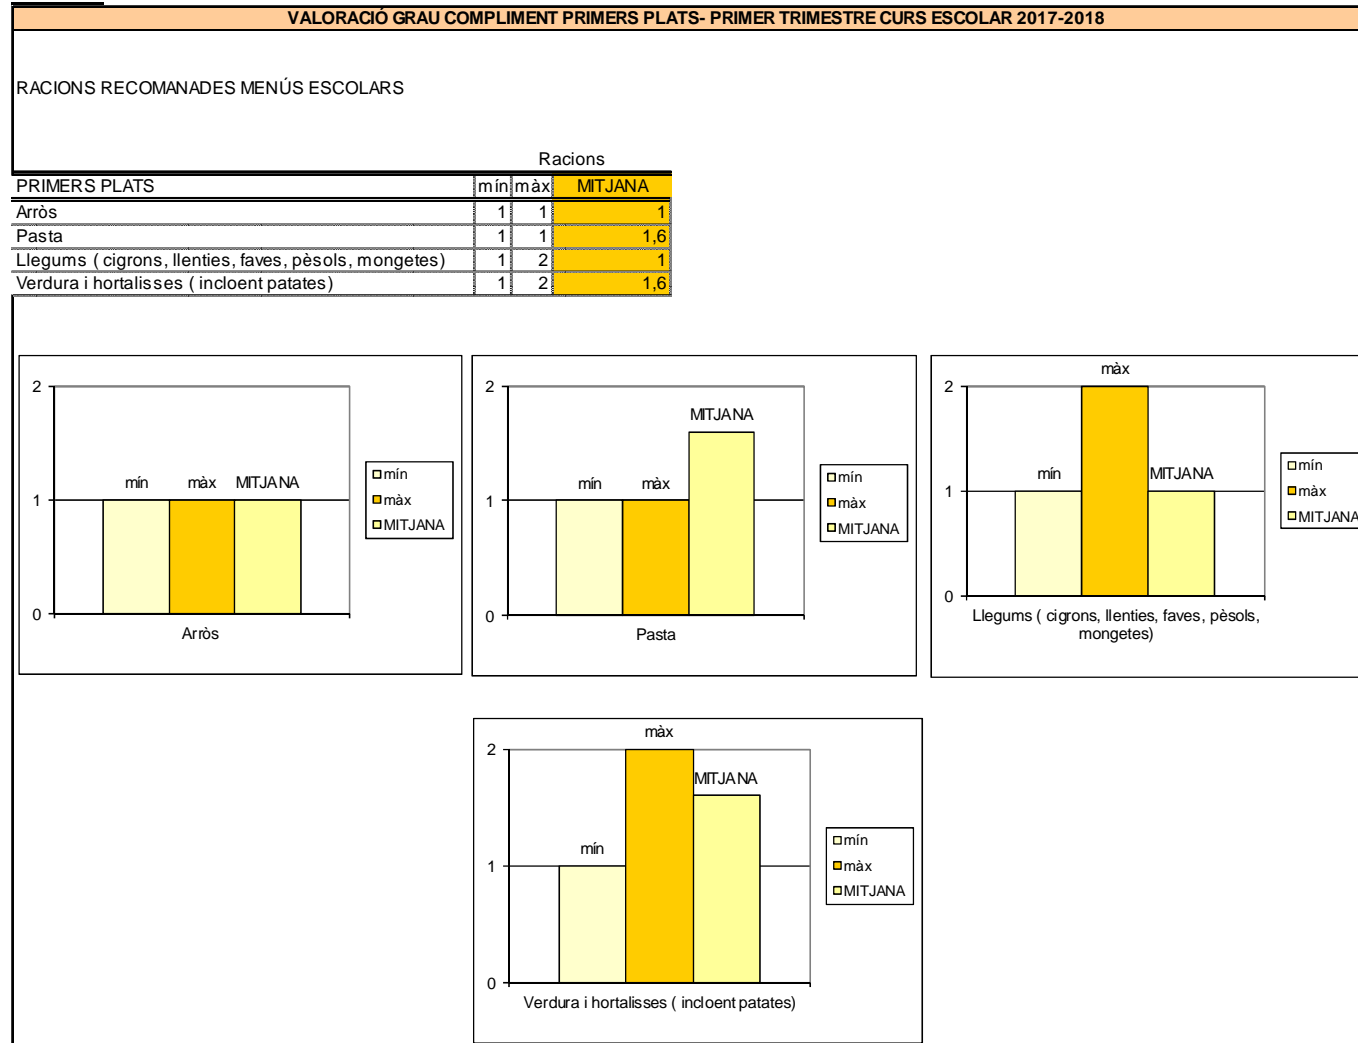 VALORACIÓ GRAU COMPLIMENT PRIMERS PLATS- PRIMER TRIMESTRE CURS ESCOLAR 2017-2018
RACIONS RECOMANADES MENÚS ESCOLARS
Racions
PRIMERS PLATS mín màx MITJANA
Arròs 1 1 1
Pasta 1 1 1,6
Llegums ( cigrons, llenties, faves, pèsols, mongetes) 1 2 1
Verdura i hortalisses ( incloent patates) 1 2 1,6
2
1
0
mín màx MITJANA
Arròs
mín
màx
MITJANA
2
1
0
mín màx MITJANA
Pasta
mín
màx
MITJANA
2
1
0
mín màx MITJANA
Llegums ( cigrons, llenties, faves, pèsols,
mongetes)
mín
màx
MITJANA
2
1
0
mín màx MITJANA
Verdura i hortalisses ( incloent patates)
mín
màx
MITJANA